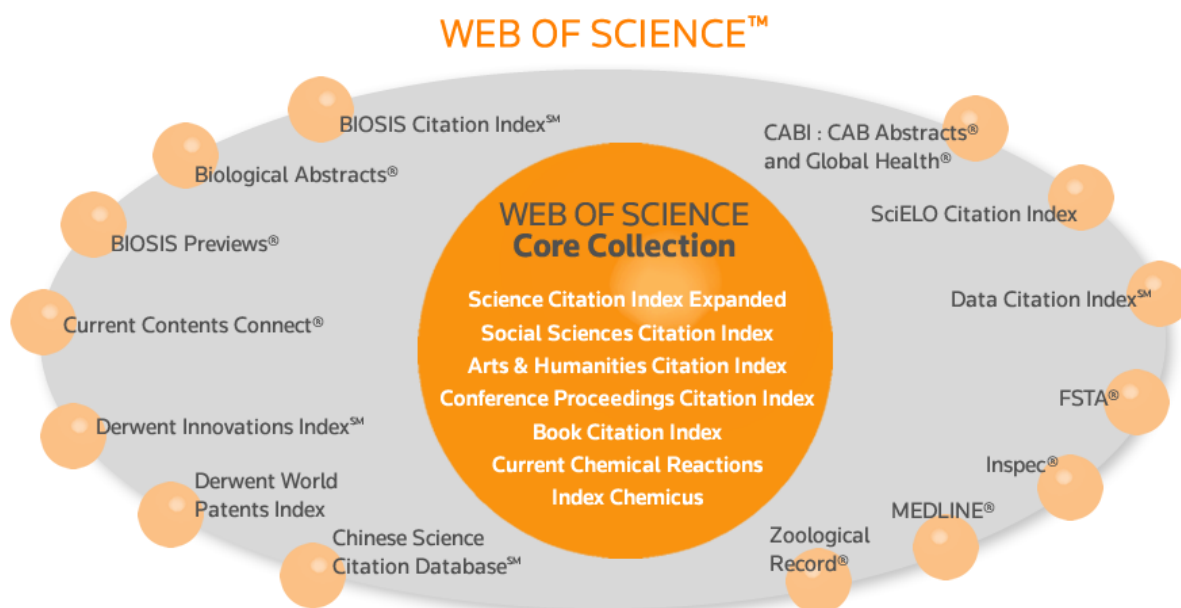 WEB OF SCIENCE™
BIOSIS Citation Index℠
Biological Abstracts®
BIOSIS Previews®
Current Contents Connect®
Derwent Innovations Index℠
Derwent World
Patents Index
Chinese Science
Citation Database℠
WEB OF SCIENCE
Core Collection
Science Citation Index Expanded
Social Sciences Citation Index
Arts & Humanities Citation Index
Conference Proceedings Citation Index
Book Citation Index
Current Chemical Reactions
Index Chemicus
CABI : CAB Abstracts®
and Global Health®
SciELO Citation Index
Data Citation Index℠
FSTA®
Inspec®
MEDLINE®
Zoological
Record®